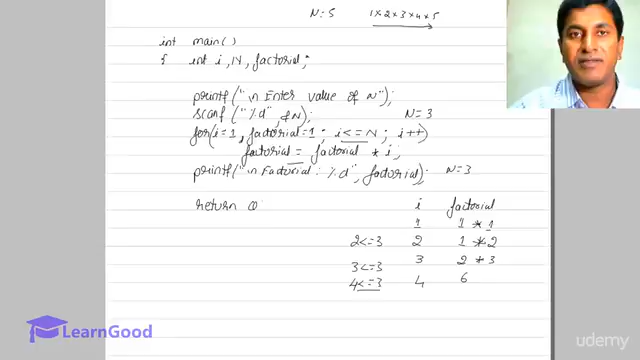 N=5 1×2×3×4×5
int main()
{ int i, N, factorial;
printf("\n Enter value of N");
scanf("%d", &N); N=3
for(i=1, factorial=1; i<=N; i++)
factorial = factorial * i;
printf("\n Factorial: %d", factorial); N=3
return 0
i factorial
1 1 * 1
2<=3 2 1 * 2
3 2 * 3
3<=3
4<=3 4 6
LearnGood
udemy